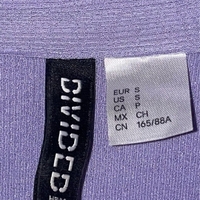 DIVIDED
EUR S
US S
CA P
MX CH
CN 165/88A